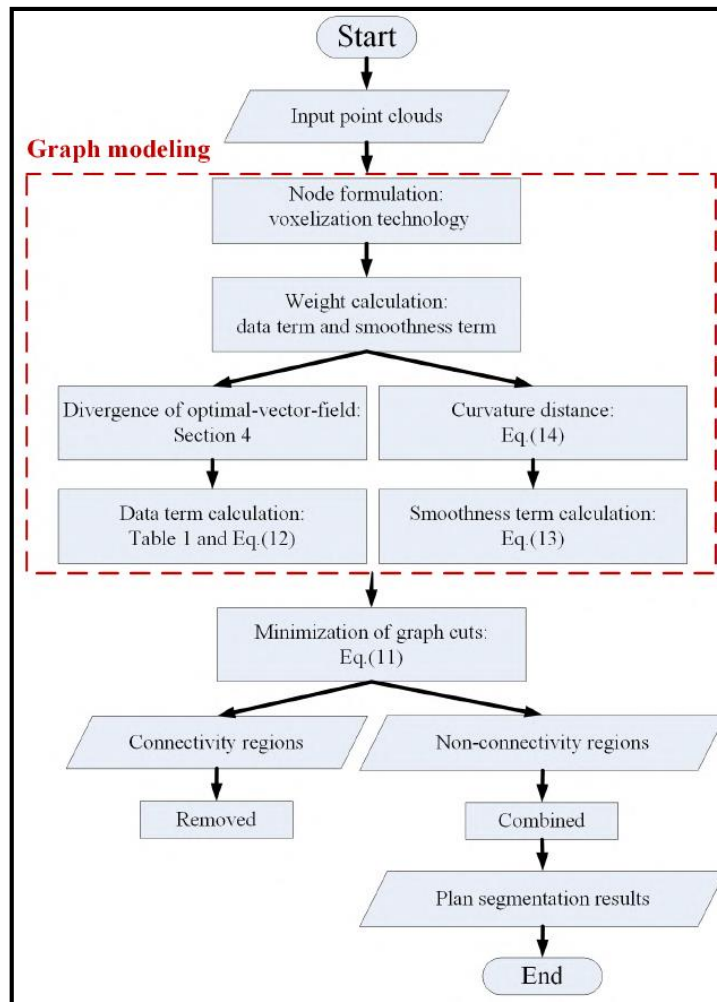 Start
Input point clouds
Graph modeling
Node formulation:
voxelization technology
Weight calculation:
data term and smoothness term
Divergence of optimal-vector-field:
Section 4
Curvature distance:
Eq.(14)
Data term calculation:
Table 1 and Eq.(12)
Smoothness term calculation:
Eq.(13)
Minimization of graph cuts:
Eq.(11)
Connectivity regions
Non-connectivity regions
Removed
Combined
Plan segmentation results
End